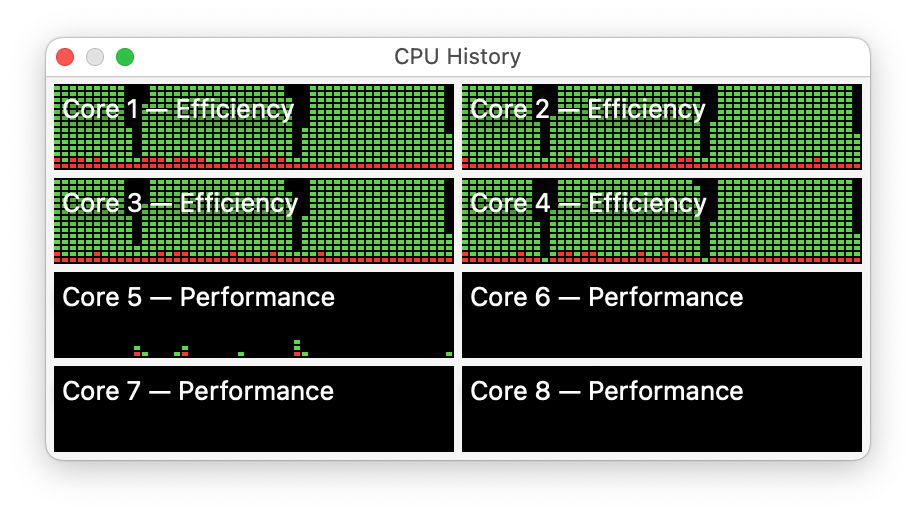 CPU History
Core 1 — Efficiency
Core 2 — Efficiency
Core 3 — Efficiency
Core 4 — Efficiency
Core 5 — Performance
Core 6 — Performance
Core 7 — Performance
Core 8 — Performance